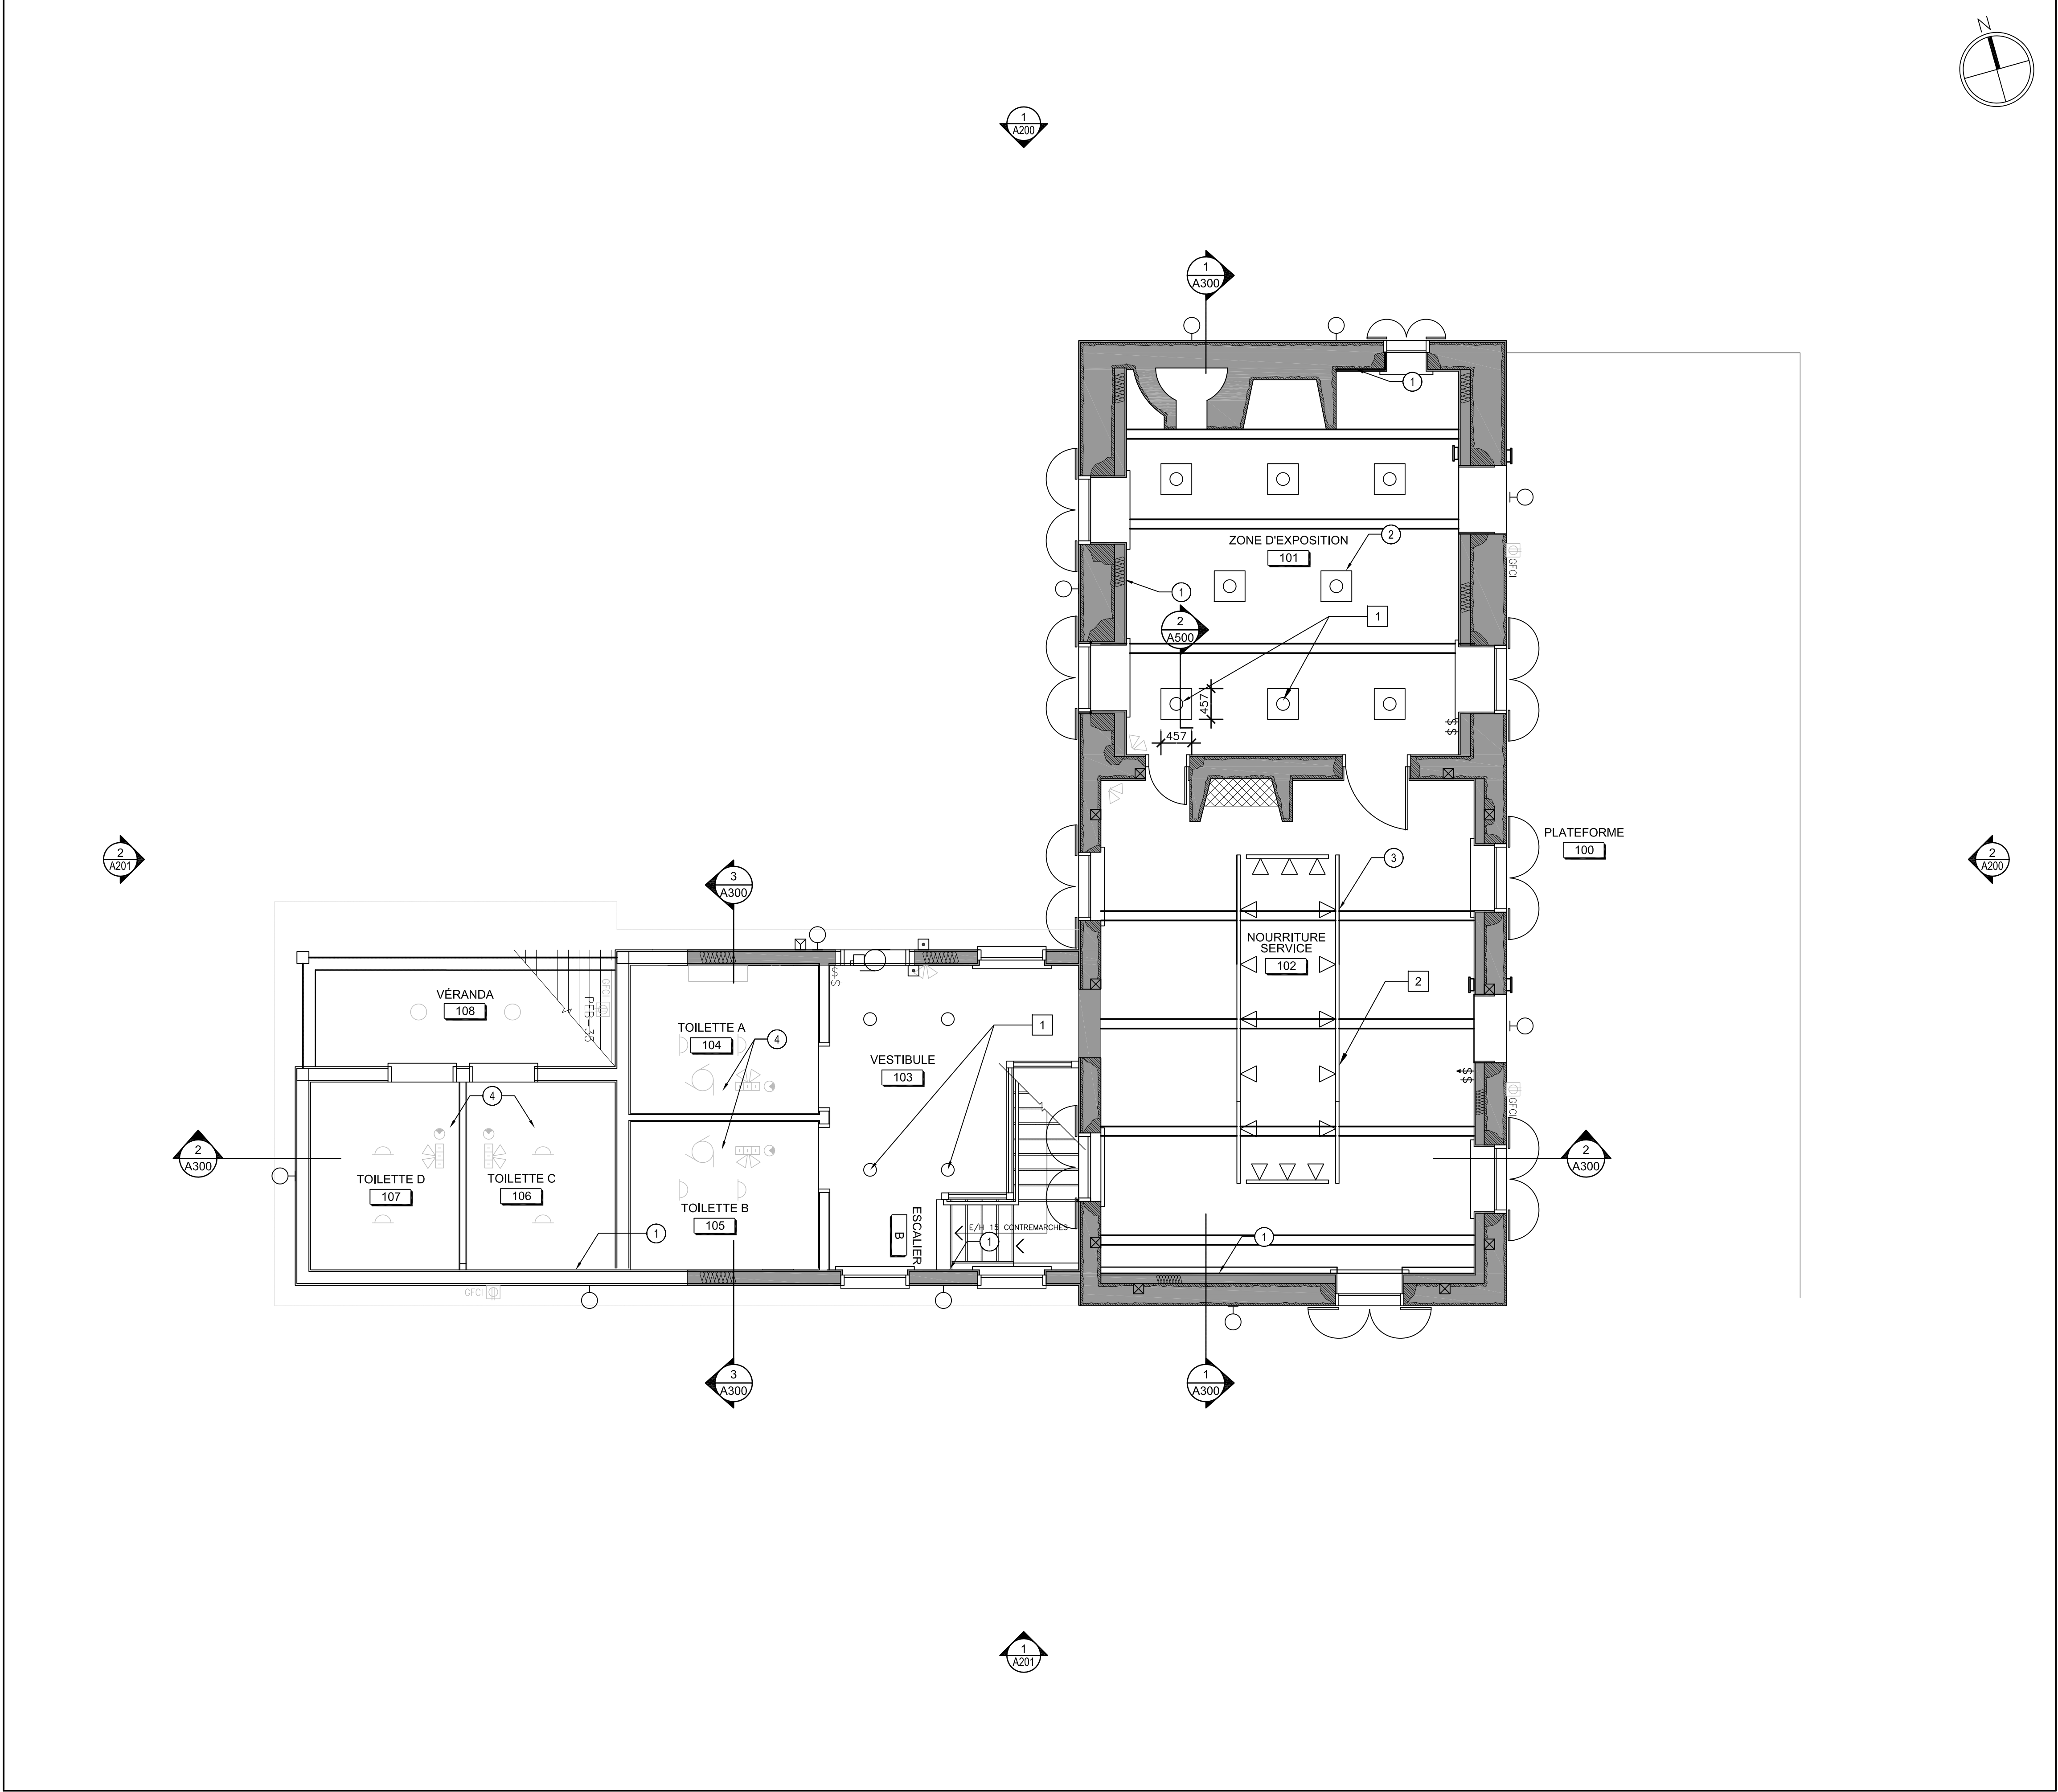 N
1
A200
1
A300
1
2
ZONE D'EXPOSITION
101
1
GFCI
1
2
A500
457
457
$$
PLATEFORME
100
2
A201
3
2
A200
3
A300
NOURRITURE
SERVICE
102
2
VÉRANDA
108
GFCI
PEB-35
$$
TOILETTE A
104
4
1
VESTIBULE
103
$$
GFCI
4
2
A300
TOILETTE D
107
TOILETTE C
106
TOILETTE B
105
2
A300
ESCALIER
B
E/H 15 CONTREMARCHES
1
1
1
GFCI
3
A300
1
A300
1
A201